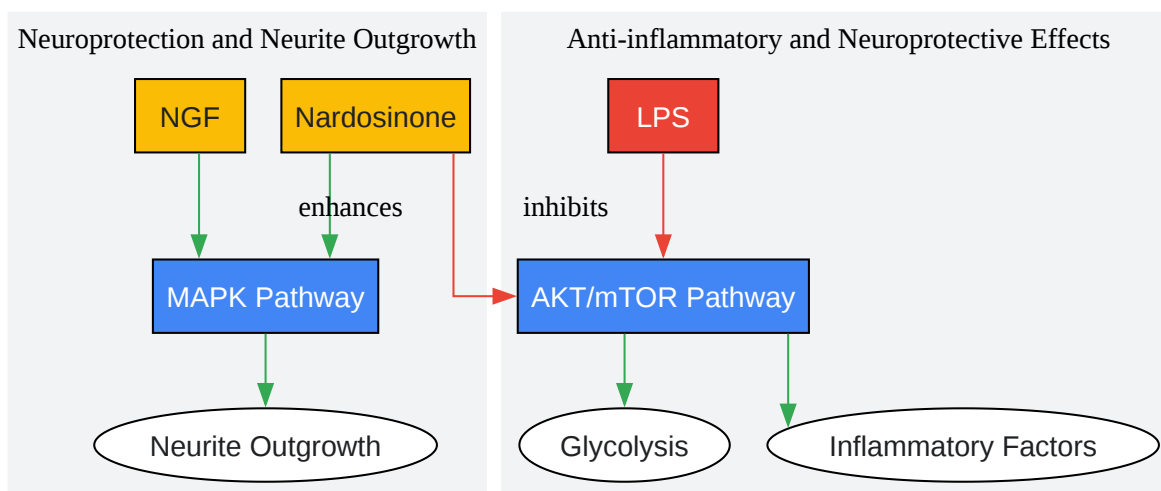 Neuroprotection and Neurite Outgrowth
Anti-inflammatory and Neuroprotective Effects
NGF
Nardosinone
LPS
enhances
inhibits
MAPK Pathway
AKT/mTOR Pathway
Neurite Outgrowth
Glycolysis
Inflammatory Factors